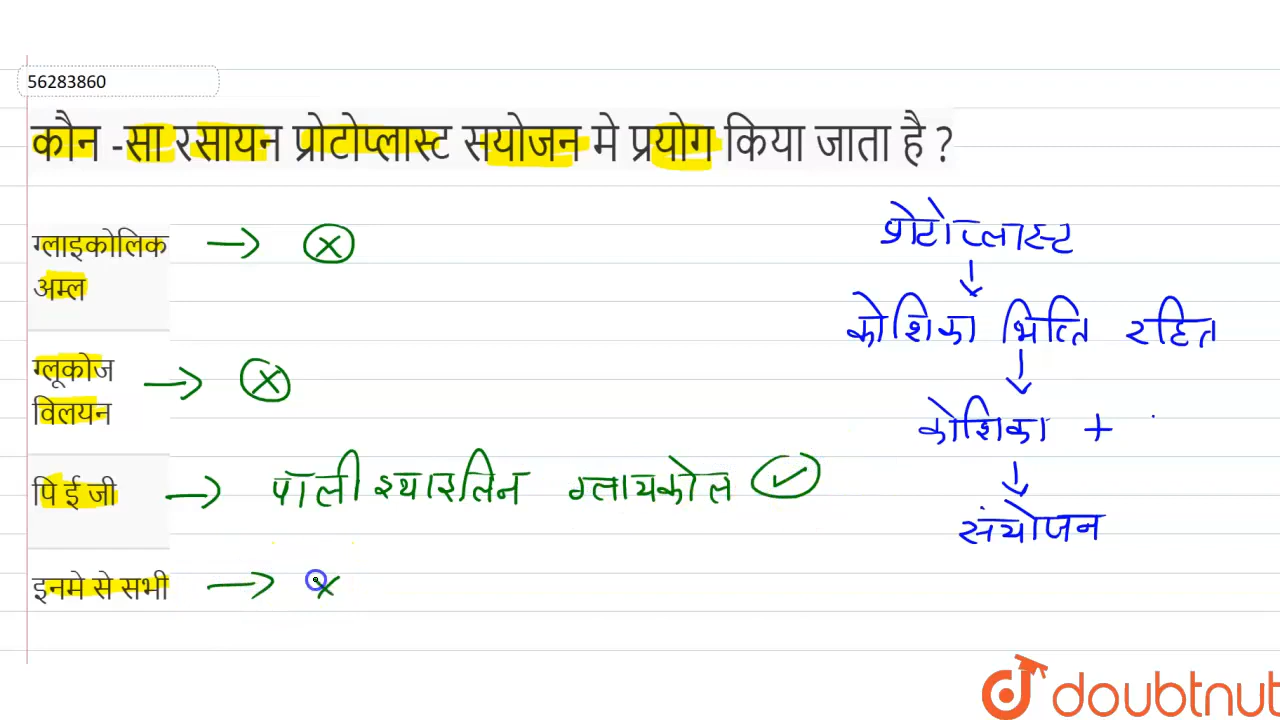 56283860
कौन -सा रसायन प्रोटोप्लास्ट सयोजन मे प्रयोग किया जाता है ?
ग्लाइकोलिक
अम्ल
ग्लूकोज
विलयन
पि ई जी → पॉली इथाइलिन ग्लायकोल
इनमे से सभी
प्रोटोप्लास्ट
↓
कोशिका भित्ति रहित
↓
कोशिका +
↓
संयोजन
doubtnut